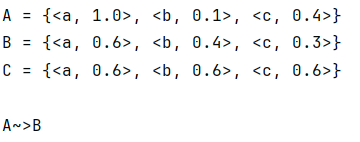 A = {<a, 1.0>, <b, 0.1>, <c, 0.4>}
B = {<a, 0.6>, <b, 0.4>, <c, 0.3>}
C = {<a, 0.6>, <b, 0.6>, <c, 0.6>}
A~>B